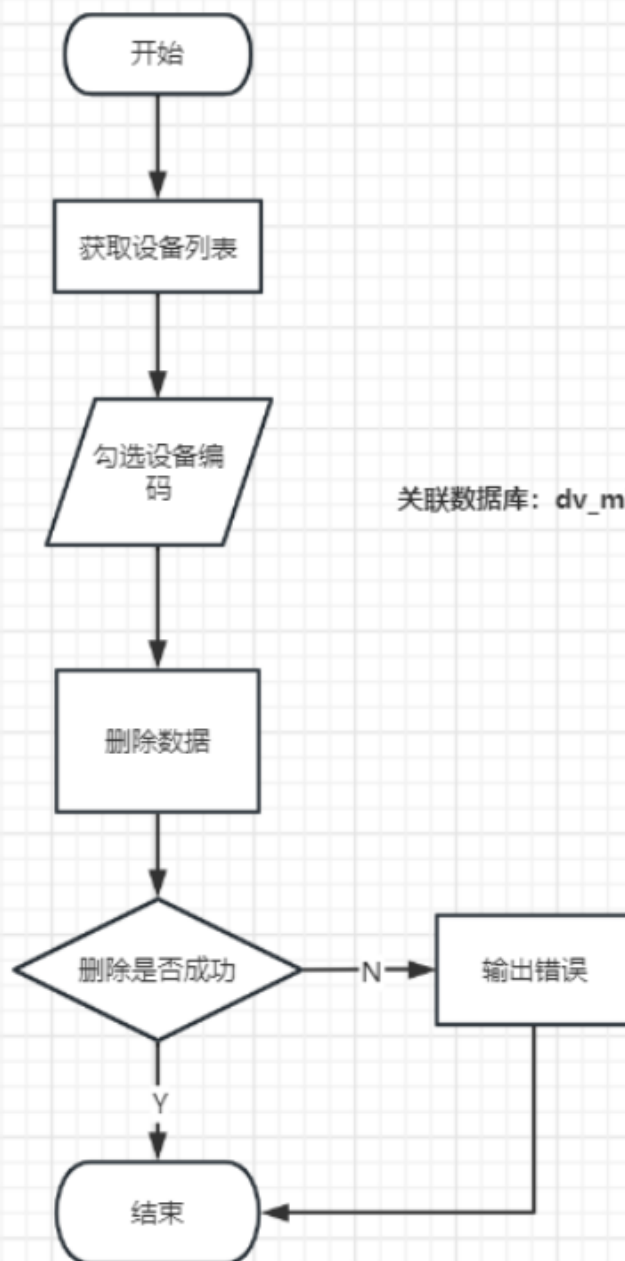 开始
获取设备列表
勾选设备编
码
关联数据库：dv_m
删除数据
删除是否成功
N
输出错误
Y
结束